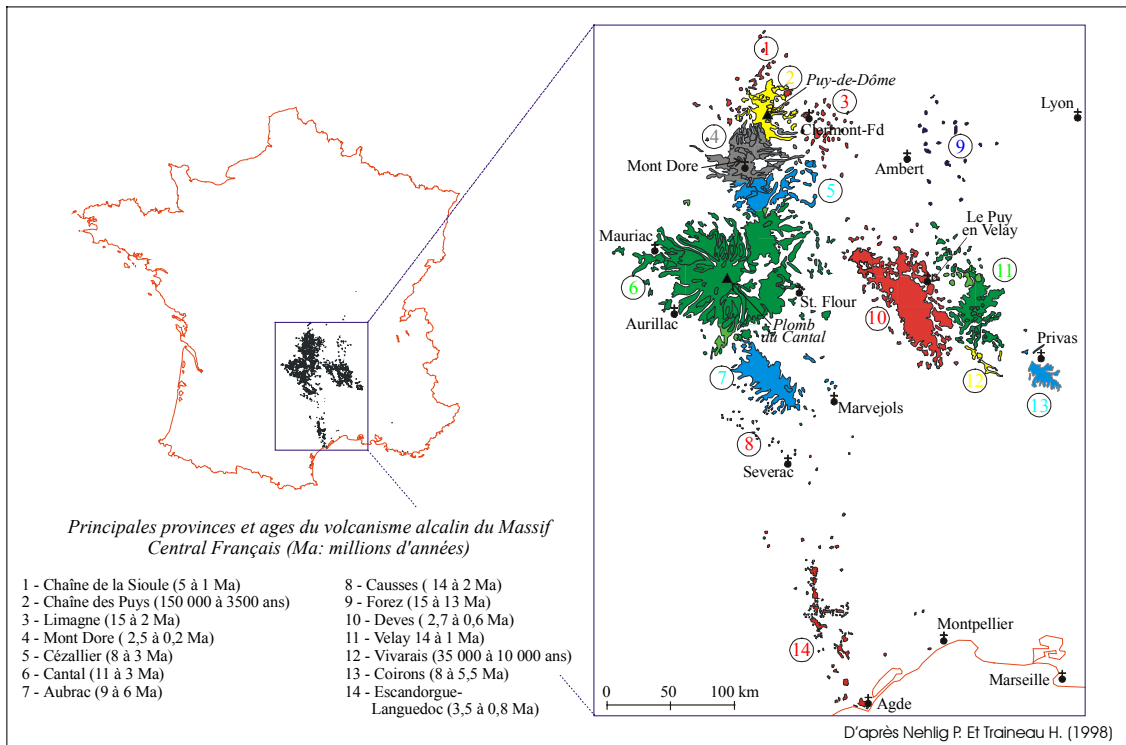 Principales provinces et ages du volcanisme alcalin du Massif
Central Français (Ma: millions d'années)
1 - Chaîne de la Sioule (5 à 1 Ma)
2 - Chaîne des Puys (150 000 à 3500 ans)
3 - Limagne (15 à 2 Ma)
4 - Mont Dore ( 2,5 à 0,2 Ma)
5 - Cézallier (8 à 3 Ma)
6 - Cantal (11 à 3 Ma)
7 - Aubrac (9 à 6 Ma)
8 - Causses ( 14 à 2 Ma)
9 - Forez (15 à 13 Ma)
10 - Deves ( 2,7 à 0,6 Ma)
11 - Velay 14 à 1 Ma)
12 - Vivarais (35 000 à 10 000 ans)
13 - Coirons (8 à 5,5 Ma)
14 - Escandorgue-
Languedoc (3,5 à 0,8 Ma)
1
2
Puy-de-Dôme
3
Lyon
Clermont-Fd
4
9
Mont Dore
Ambert
5
Le Puy
en Velay
Mauriac
11
6
St. Flour
Aurillac
10
Plomb
du Cantal
Privas
7
12
13
Marvejols
8
Severac
Montpellier
14
Marseille
Agde
0 50 100 km
D'après Nehlig P. Et Traineau H. (1998)